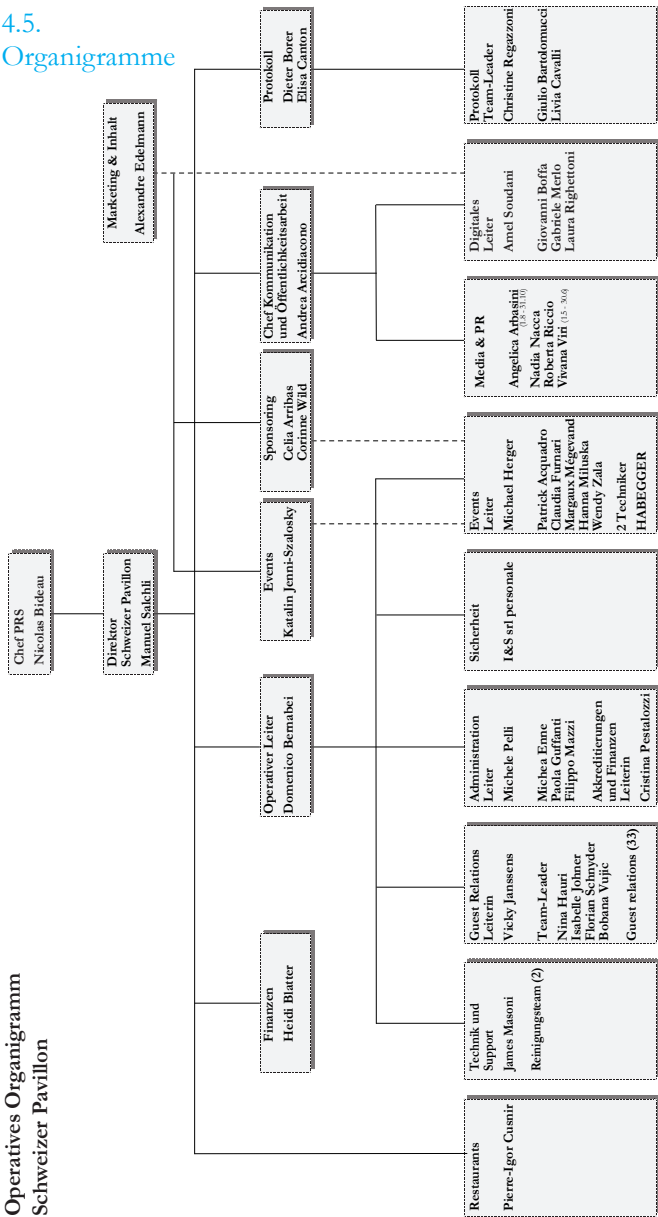 4.5.
Organigramme
Operatives Organigramm
Schweizer Pavillon
Chef PRS
Nicolas Bideau
Direktor
Schweizer Pavillon
Manuel Salchli
Marketing & Inhalt
Alexandre Edelmann
Finanzen
Heidi Blatter
Operativer Leiter
Domenico Bernabei
Events
Katalin Jenni-Szalosky
Sponsoring
Celia Arribas
Corinne Wild
Chef Kommunikation
und Öffentlichkeitsarbeit
Andrea Arcidiacono
Protokoll
Dieter Borer
Elisa Canton
Restaurants
Pierre-Igor Cusnir
Technik und
Support
James Masoni
Reinigungsteam (2)
Guest Relations
Leiterin
Vicky Janssens
Team-Leader
Nina Hauri
Isabelle Johner
Florian Schnyder
Bobana Vujic
Guest relations (33)
Administration
Leiter
Michele Pelli
Michea Enne
Paola Guffanti
Filippo Mazzi
Akkreditierungen
und Finanzen
Leiterin
Cristina Pestalozzi
Sicherheit
I&S srl personale
Events
Leiter
Michael Herger
Patrick Acquadro
Claudia Furnari
Margaux Mégevand
Hanna Miluska
Wendy Zala
2 Techniker
HABEGGER
Media & PR
Angelica Arbasini
(1.8 - 31.10)
Nadia Nacca
Roberta Riccio
Vivana Viri (1.5 - 30.6)
Digitales
Leiter
Amel Soudani
Giovanni Boffa
Gabriele Merlo
Laura Righettoni
Protokoll
Team-Leader
Christine Regazzoni
Giulio Bartolomucci
Livia Cavalli